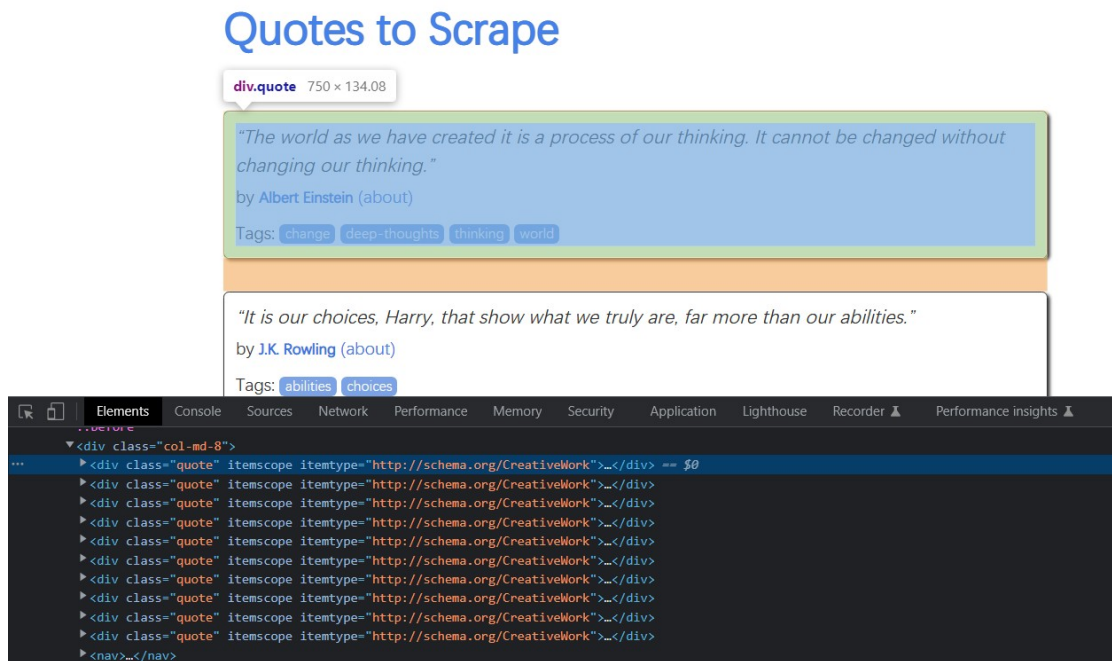 Quotes to Scrape
div.quote 750 × 134.08
“The world as we have created it is a process of our thinking. It cannot be changed without
changing our thinking.”
by Albert Einstein (about)
Tags: change deep-thoughts thinking world
“It is our choices, Harry, that show what we truly are, far more than our abilities.”
by J.K. Rowling (about)
Tags: abilities choices
Elements Console Sources Network Performance Memory Security Application Lighthouse Recorder Performance insights
::before
▼<div class="col-md-8">
… ▶<div class="quote" itemscope itemtype="http://schema.org/CreativeWork">…</div> == $0
▶<div class="quote" itemscope itemtype="http://schema.org/CreativeWork">…</div>
▶<div class="quote" itemscope itemtype="http://schema.org/CreativeWork">…</div>
▶<div class="quote" itemscope itemtype="http://schema.org/CreativeWork">…</div>
▶<div class="quote" itemscope itemtype="http://schema.org/CreativeWork">…</div>
▶<div class="quote" itemscope itemtype="http://schema.org/CreativeWork">…</div>
▶<div class="quote" itemscope itemtype="http://schema.org/CreativeWork">…</div>
▶<div class="quote" itemscope itemtype="http://schema.org/CreativeWork">…</div>
▶<div class="quote" itemscope itemtype="http://schema.org/CreativeWork">…</div>
▶<div class="quote" itemscope itemtype="http://schema.org/CreativeWork">…</div>
▶<nav>…</nav>